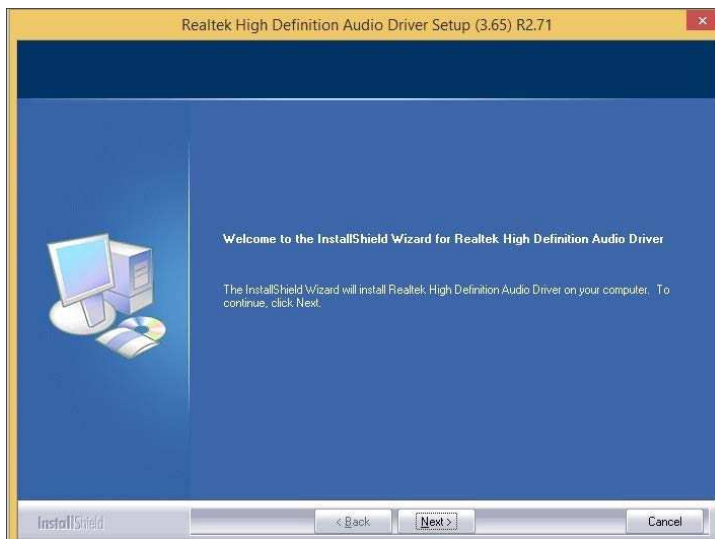 Realtek High Definition Audio Driver Setup (3.65) R2.71
Welcome to the InstallShield Wizard for Realtek High Definition Audio Driver
The InstallShield Wizard will install Realtek High Definition Audio Driver on your computer. To
continue, click Next.
InstallShield
< Back
Next >
Cancel